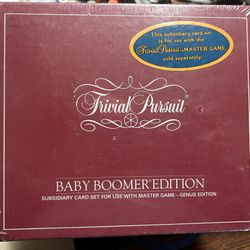 This subsidiary card set
is for use with the
Trivial Pursuit® MASTER GAME,
sold separately.
Trivial Pursuit®
BABY BOOMER EDITION
SUBSIDIARY CARD SET FOR USE WITH MASTER GAME — GENUS EDITION